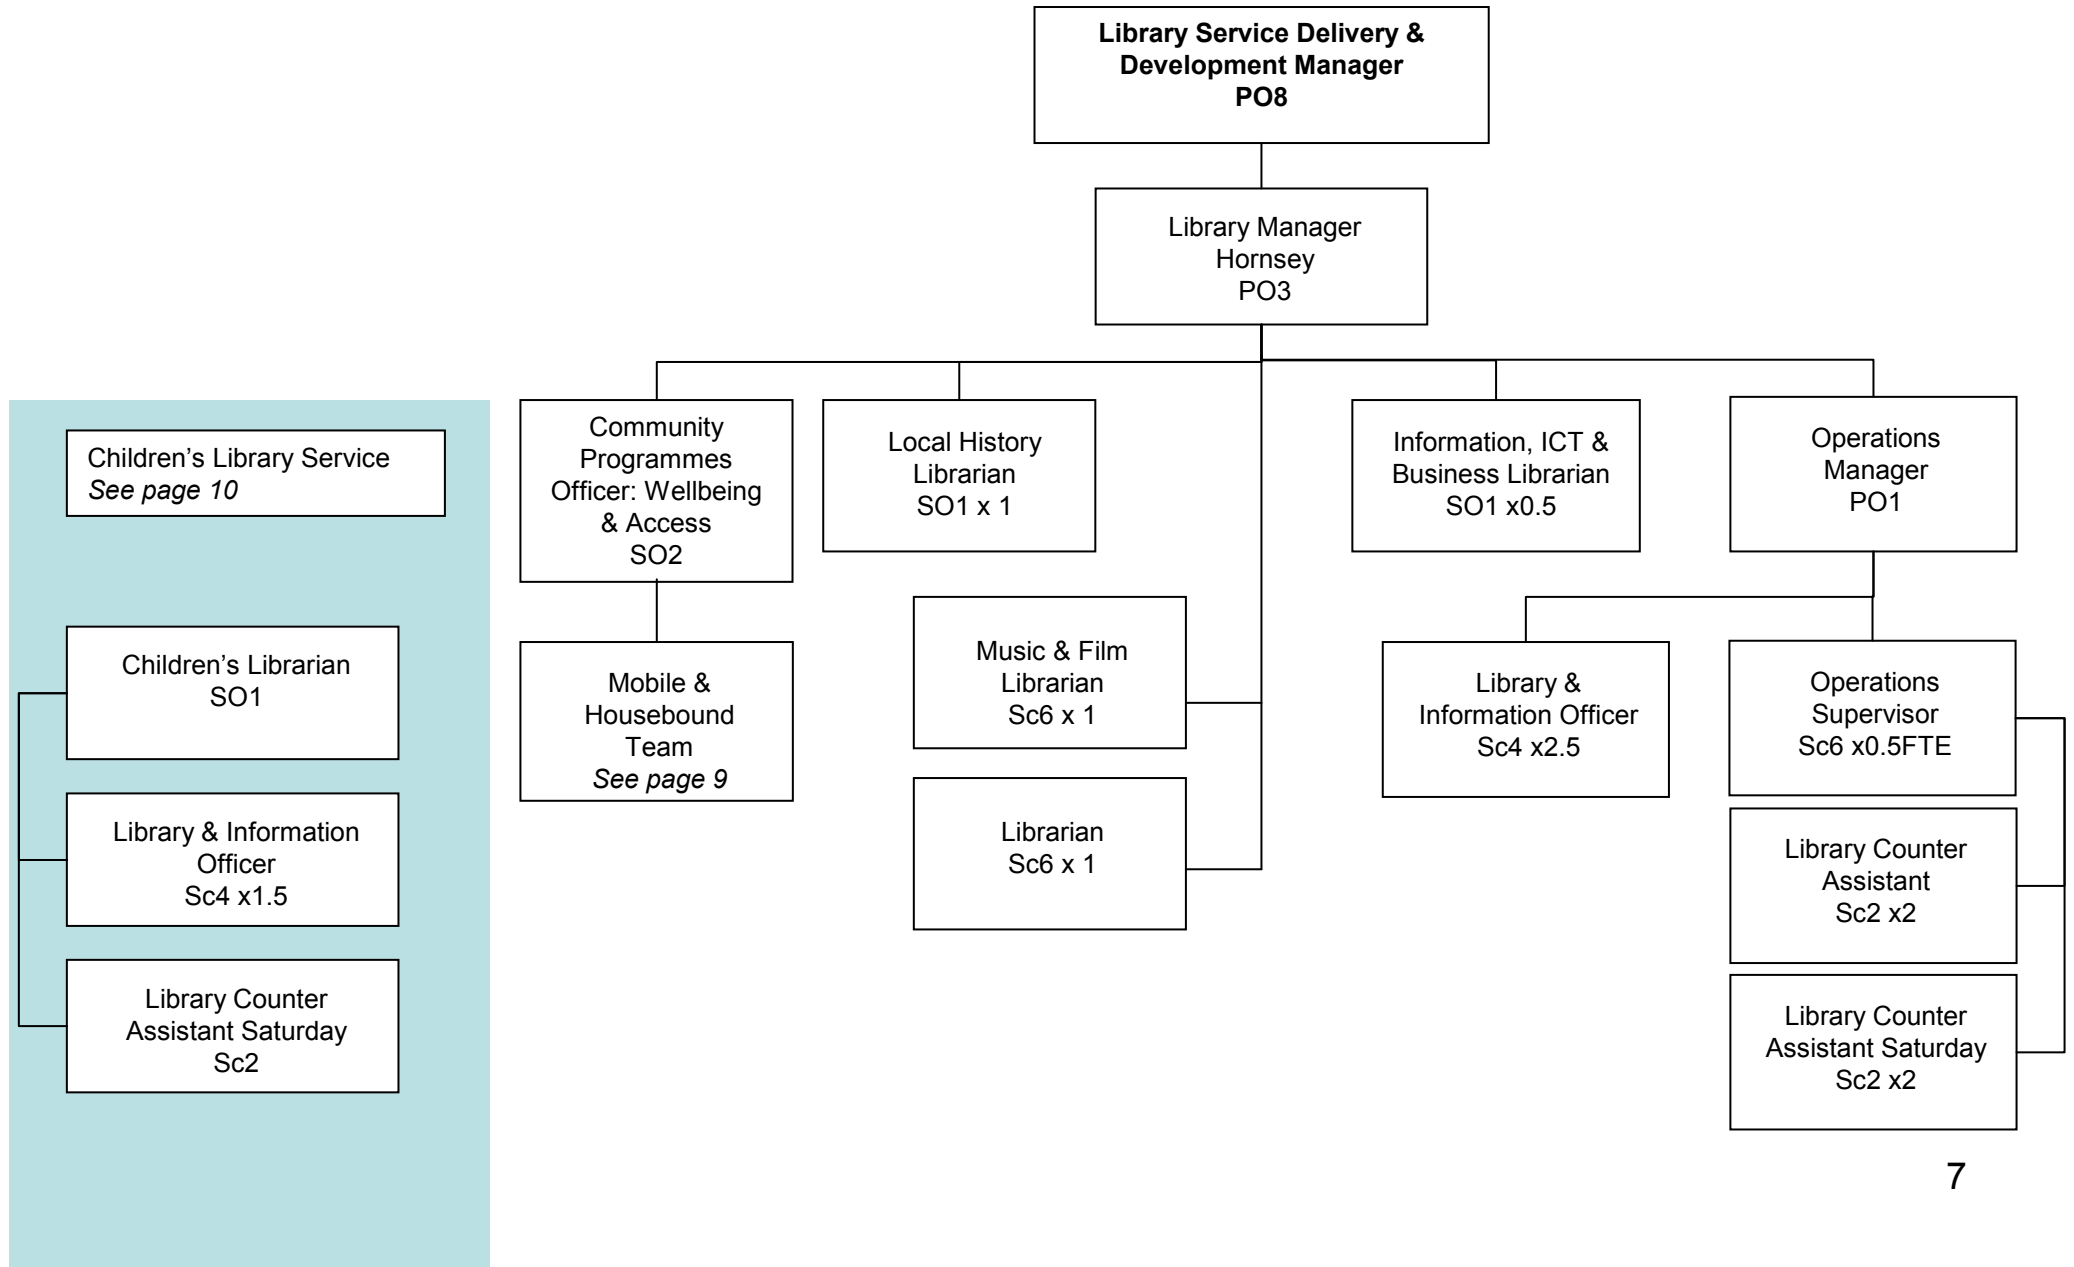 Library Service Delivery &
Development Manager
PO8
Library Manager
Hornsey
PO3
Children’s Library Service
See page 10
Children’s Librarian
SO1
Library & Information
Officer
Sc4 x1.5
Library Counter
Assistant Saturday
Sc2
Community
Programmes
Officer: Wellbeing
& Access
SO2
Mobile &
Housebound
Team
See page 9
Local History
Librarian
SO1 x 1
Music & Film
Librarian
Sc6 x 1
Librarian
Sc6 x 1
Information, ICT &
Business Librarian
SO1 x0.5
Operations
Manager
PO1
Library &
Information Officer
Sc4 x2.5
Operations
Supervisor
Sc6 x0.5FTE
Library Counter
Assistant
Sc2 x2
Library Counter
Assistant Saturday
Sc2 x2
7